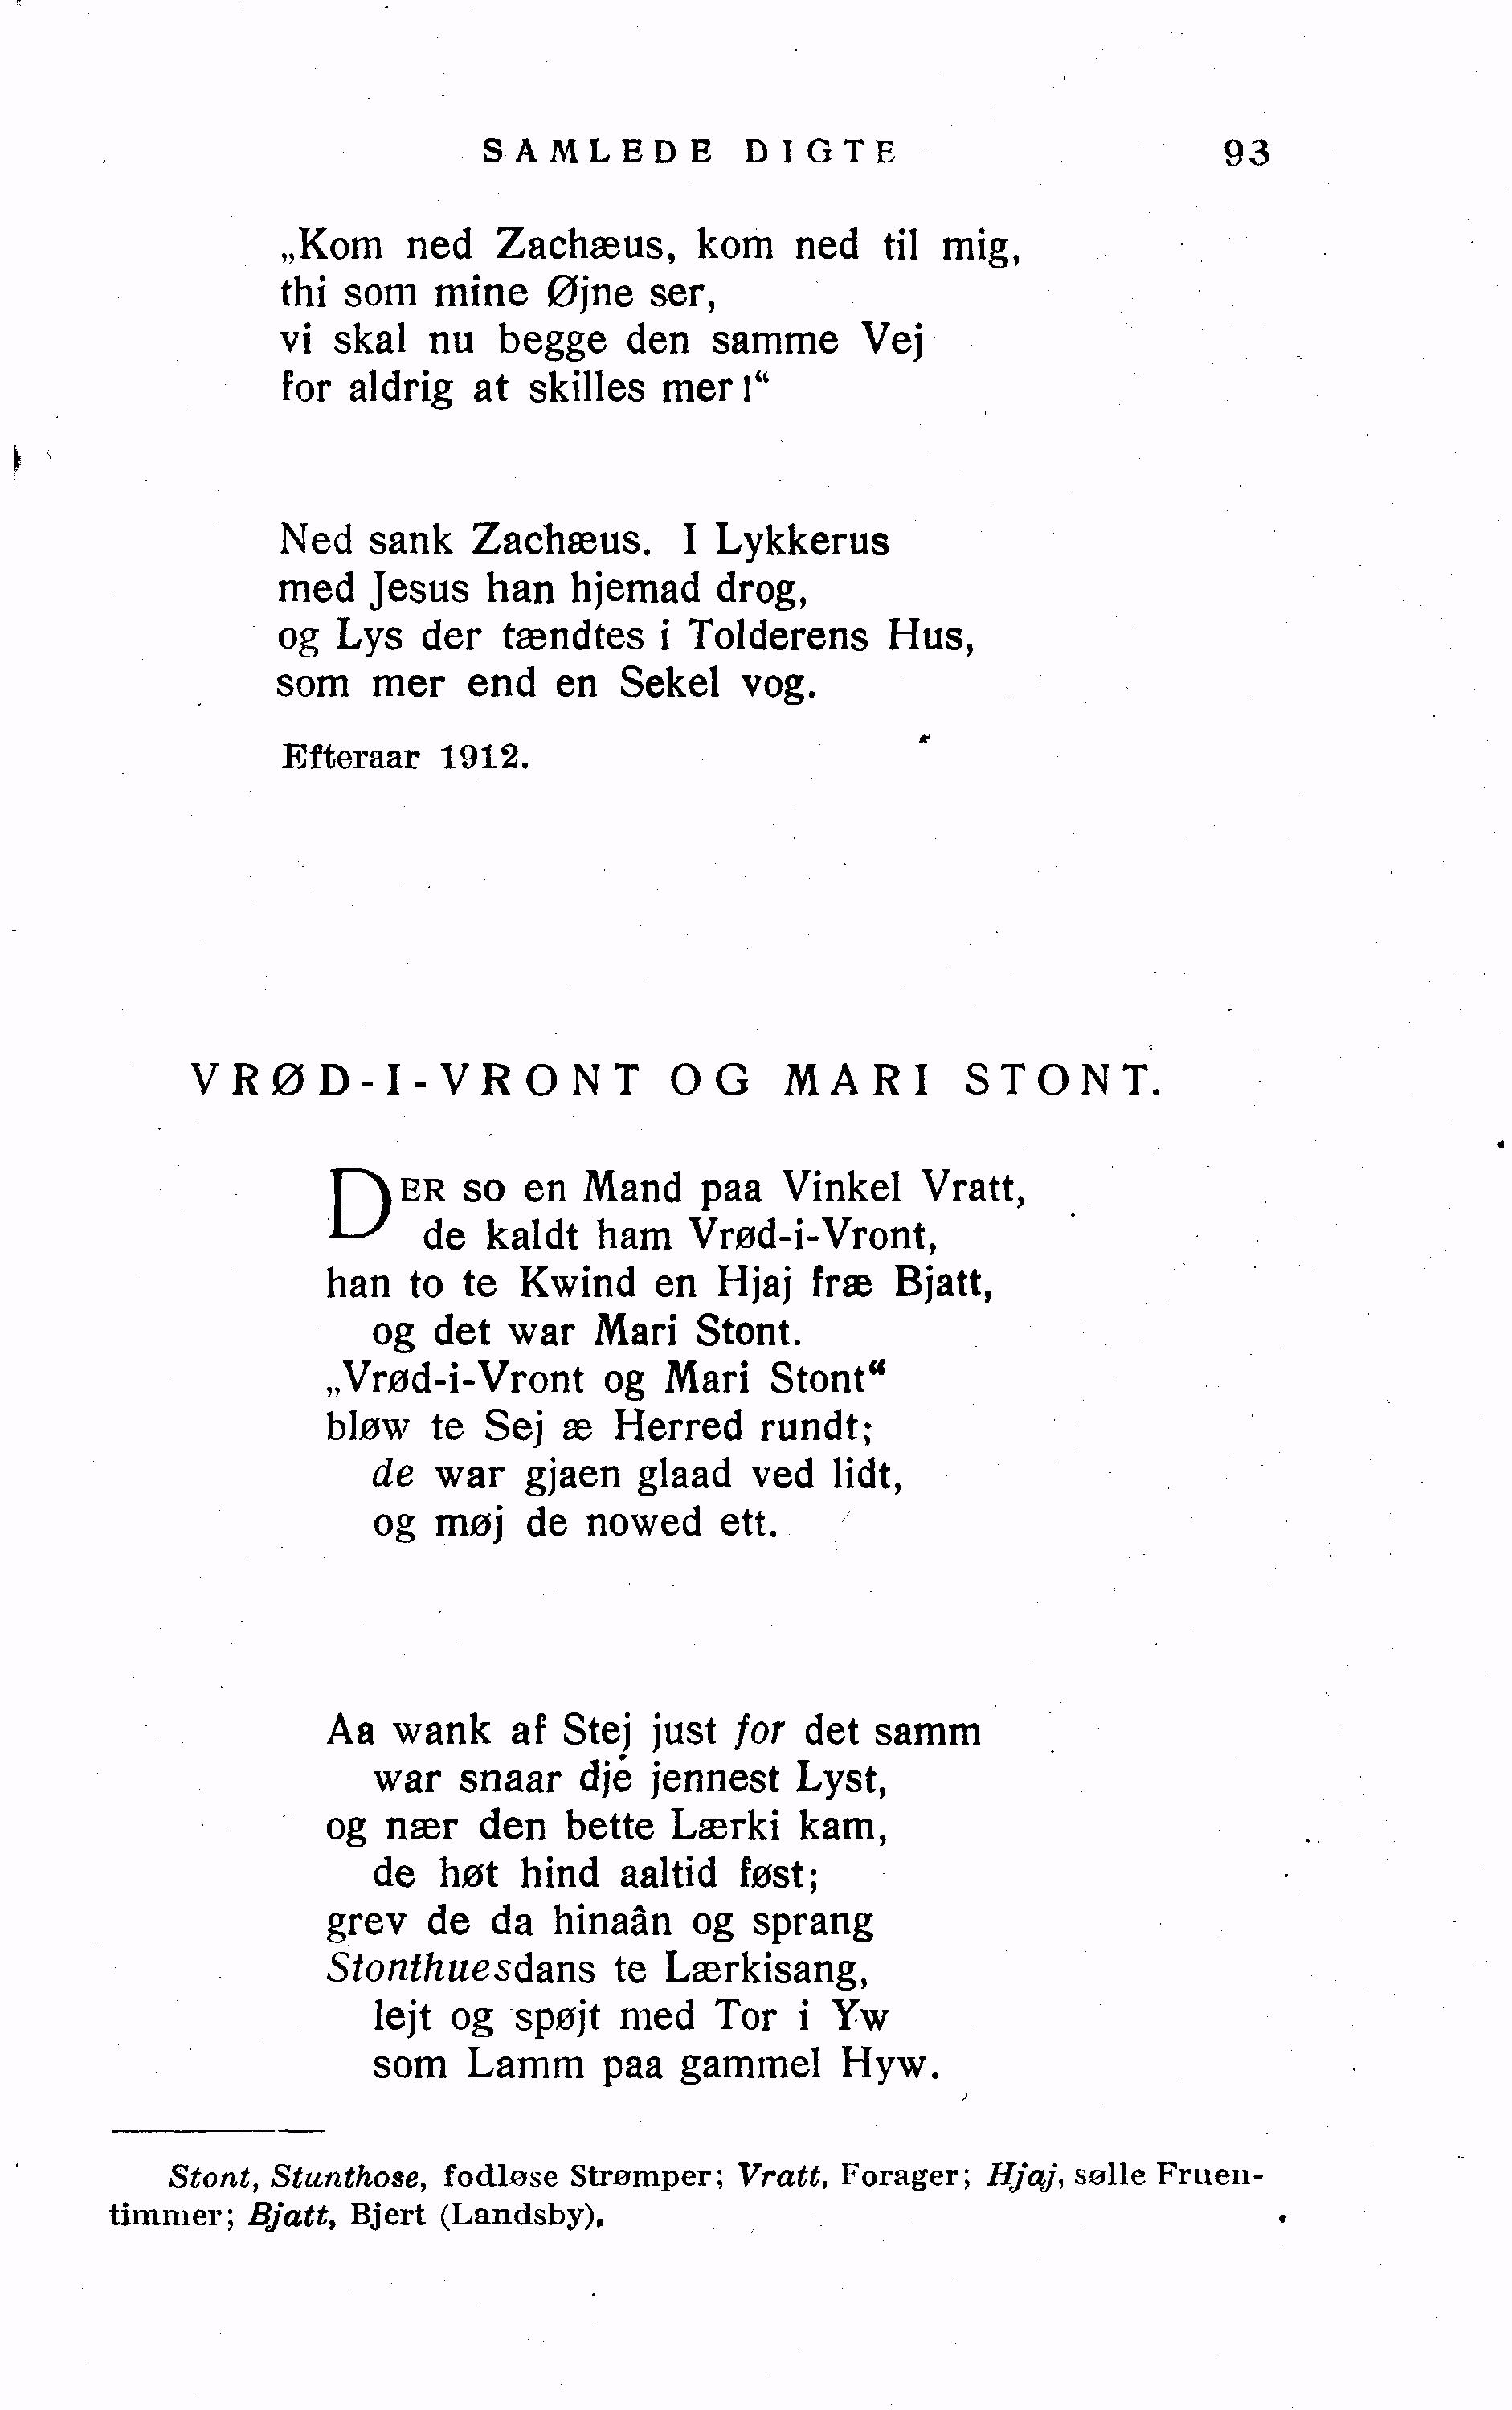 SAMLEDE DIGTE 93
„Kom ned Zachæus, kom ned til mig,
thi som mine Øjne ser,
vi skal nu begge den samme Vej
for aldrig at skilles mer!“
Ned sank Zachæus. I Lykkerus
med Jesus han hjemad drog,
og Lys der tændtes i Tolderens Hus,
som mer end en Sekel vog.
Efteraar 1912.
VRØD-I-VRONT OG MARI STONT.
DER so en Mand paa Vinkel Vratt,
de kaldt ham Vrød-i-Vront,
han to te Kwind en Hjaj fræ Bjatt,
og det war Mari Stont.
„Vrød-i-Vront og Mari Stont“
bløw te Sej æ Herred rundt;
de war gjaen glaad ved lidt,
og møj de nowed ett.
Aa wank af Stej just for det samm
war snaar djè jennest Lyst,
og nær den bette Lærki kam,
de høt hind aaltid føst;
grev de da hinaân og sprang
Stonthuesdans te Lærkisang,
lejt og spøjt med Tor i Yw
som Lamm paa gammel Hyw.
Stont, Stunthose, fodløse Strømper; Vratt, Forager; Hjaj, sølle Fruen-
timmer; Bjatt, Bjert (Landsby).